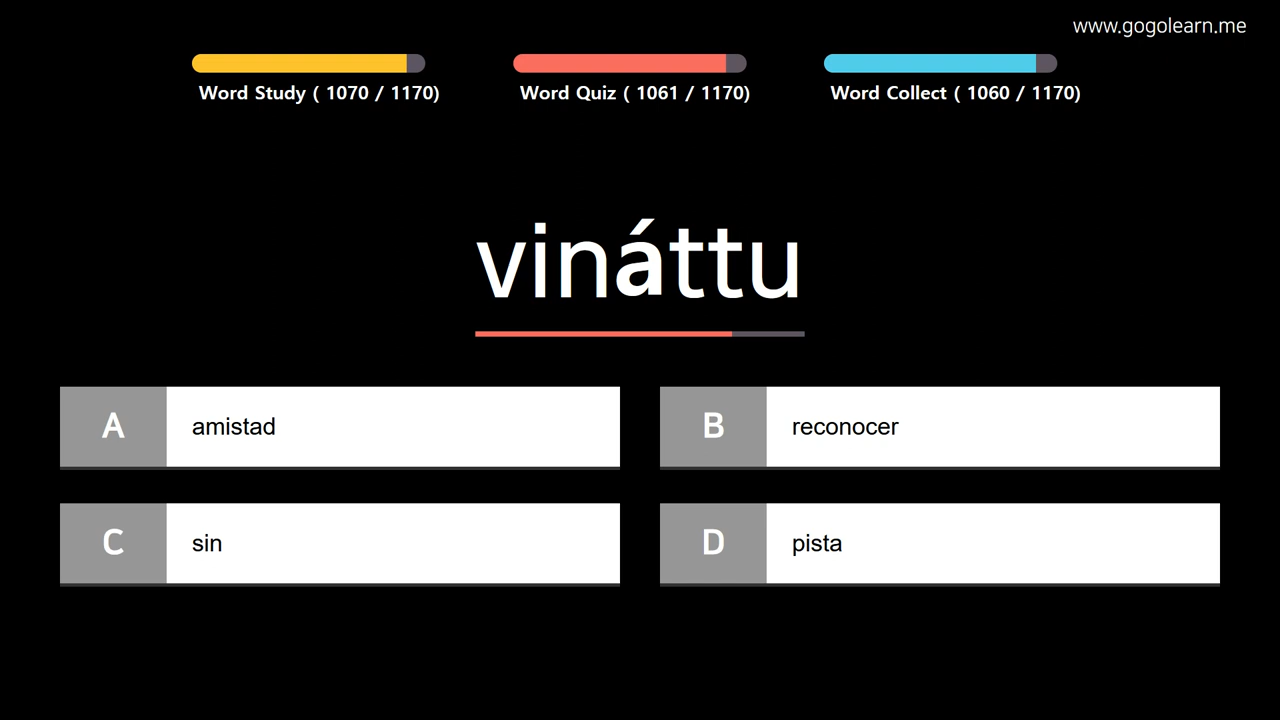 www.gogolearn.me
Word Study ( 1070 / 1170)
Word Quiz ( 1061 / 1170)
Word Collect ( 1060 / 1170)
vináttu
A amistad
B reconocer
C sin
D pista